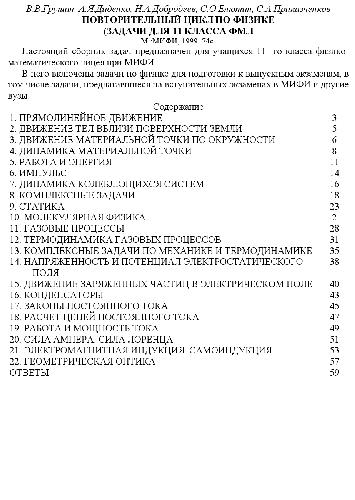 В.В.Грушин, А.Я.Диденко, Н.А.Добродеев, С.О.Елютин, С.А.Прямоченков
ПОВТОРИТЕЛЬНЫЙ ЦИКЛ ПО ФИЗИКЕ
(ЗАДАЧИ ДЛЯ 11 КЛАССА ФМЛ)
М.:МИФИ, 1999.
Настоящий сборник задач предназначен для учащихся 11 -го класса физико-
математического лицея при МИФИ.
В него включены задачи по физике для подготовки к выпускным экзаменам, в
том числе задачи, предлагавшиеся на вступительных экзаменах в МИФИ и другие
вузы.
Содержание
1. ПРЯМОЛИНЕЙНОЕ ДВИЖЕНИЕ 3
2. ДВИЖЕНИЕ ТЕЛ ВБЛИЗИ ПОВЕРХНОСТИ ЗЕМЛИ 5
3. ДВИЖЕНИЕ МАТЕРИАЛЬНОЙ ТОЧКИ ПО ОКРУЖНОСТИ 6
4. ДИНАМИКА МАТЕРИАЛЬНОЙ ТОЧКИ 8
5. РАБОТА И ЭНЕРГИЯ 11
6. ИМПУЛЬС 14
7. ДИНАМИКА КОЛЕБЛЮЩИХСЯ СИСТЕМ 16
8. КОМПЛЕКСНЫЕ ЗАДАЧИ 18
9. СТАТИКА 23
10. МОЛЕКУЛЯРНАЯ ФИЗИКА 2
11. ГАЗОВЫЕ ПРОЦЕССЫ 28
12. ТЕРМОДИНАМИКА ГАЗОВЫХ ПРОЦЕССОВ 31
13. КОМПЛЕКСНЫЕ ЗАДАЧИ ПО МЕХАНИКЕ И ТЕРМОДИНАМИКЕ 35
14. НАПРЯЖЕННОСТЬ И ПОТЕНЦИАЛ ЭЛЕКТРОСТАТИЧЕСКОГО 38
ПОЛЯ
15. ДВИЖЕНИЕ ЗАРЯЖЕННЫХ ЧАСТИЦ В ЭЛЕКТРИЧЕСКОМ ПОЛЕ 40
16. КОНДЕНСАТОРЫ 43
17. ЗАКОНЫ ПОСТОЯННОГО ТОКА 45
18. РАСЧЕТ ЦЕПЕЙ ПОСТОЯННОГО ТОКА 47
19. РАБОТА И МОЩНОСТЬ ТОКА 49
20. СИЛА АМПЕРА. СИЛА ЛОРЕНЦА 51
21. ЭЛЕКТРОМАГНИТНАЯ ИНДУКЦИЯ. САМОИНДУКЦИЯ 53
22. ГЕОМЕТРИЧЕСКАЯ ОПТИКА 57
ОТВЕТЫ 59